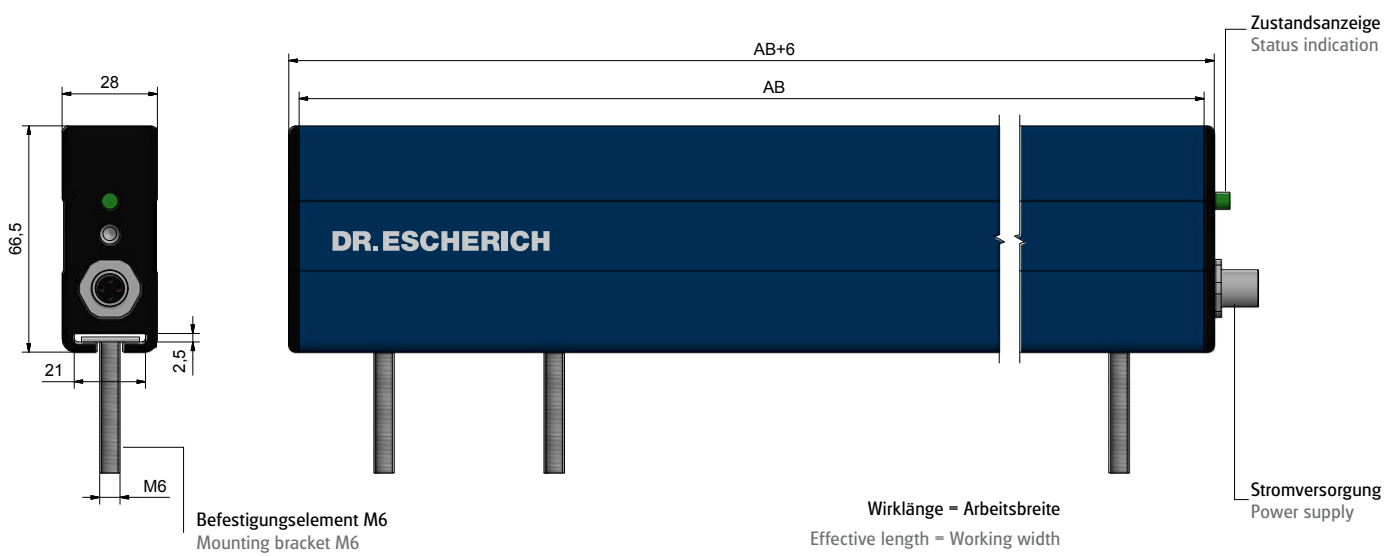 Zustandsanzeige
Status indication
AB+6
AB
28
66,5
DR. ESCHERICH
21
2,5
M6
Befestigungselement M6
Mounting bracket M6
Wirklänge = Arbeitsbreite
Effective length = Working width
Stromversorgung
Power supply